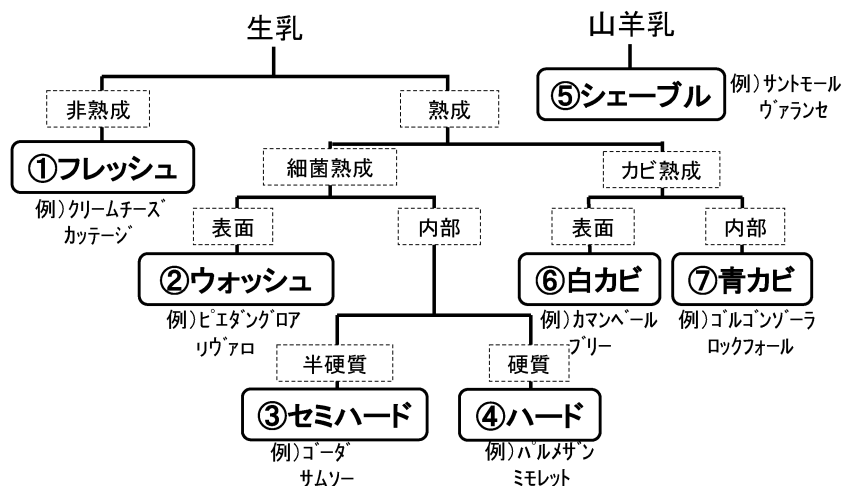 生乳
山羊乳
非熟成
熟成
⑤シェーブル
例）サントモール
ヴァランセ
①フレッシュ
例）クリームチーズ
カッテージ
細菌熟成
カビ熟成
表面
内部
表面
内部
②ウォッシュ
例）ピエダングロア
リヴァロ
⑥白カビ
例）カマンベール
ブリー
⑦青カビ
例）ゴルゴンゾーラ
ロックフォール
半硬質
硬質
③セミハード
例）ゴーダ
サムソー
④ハード
例）パルメザン
ミモレット